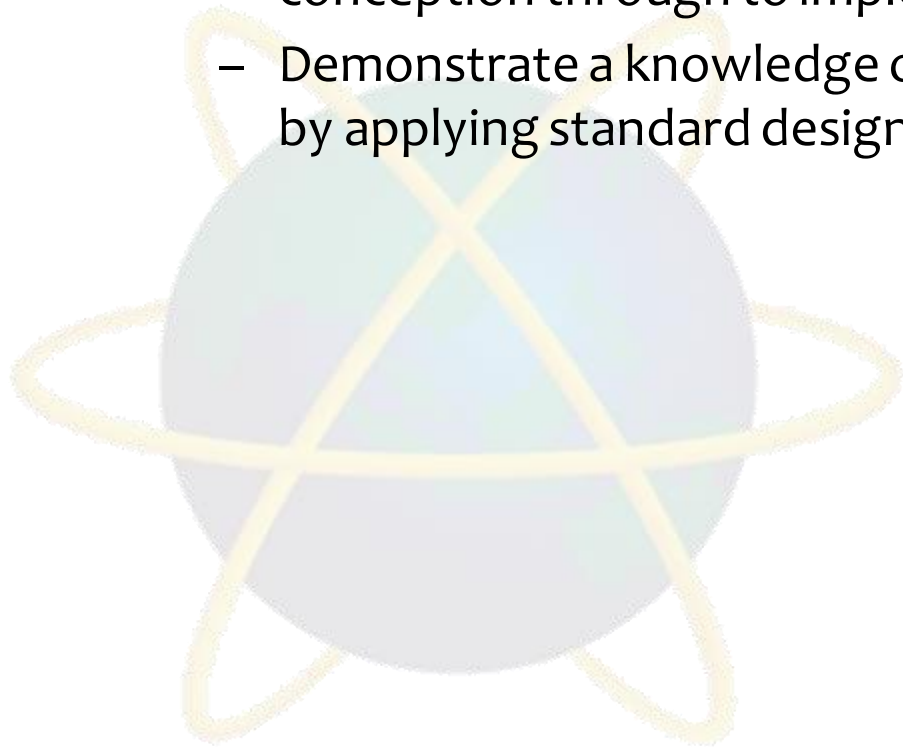 conception through to
– Demonstrate a knowledge
by applying standard design